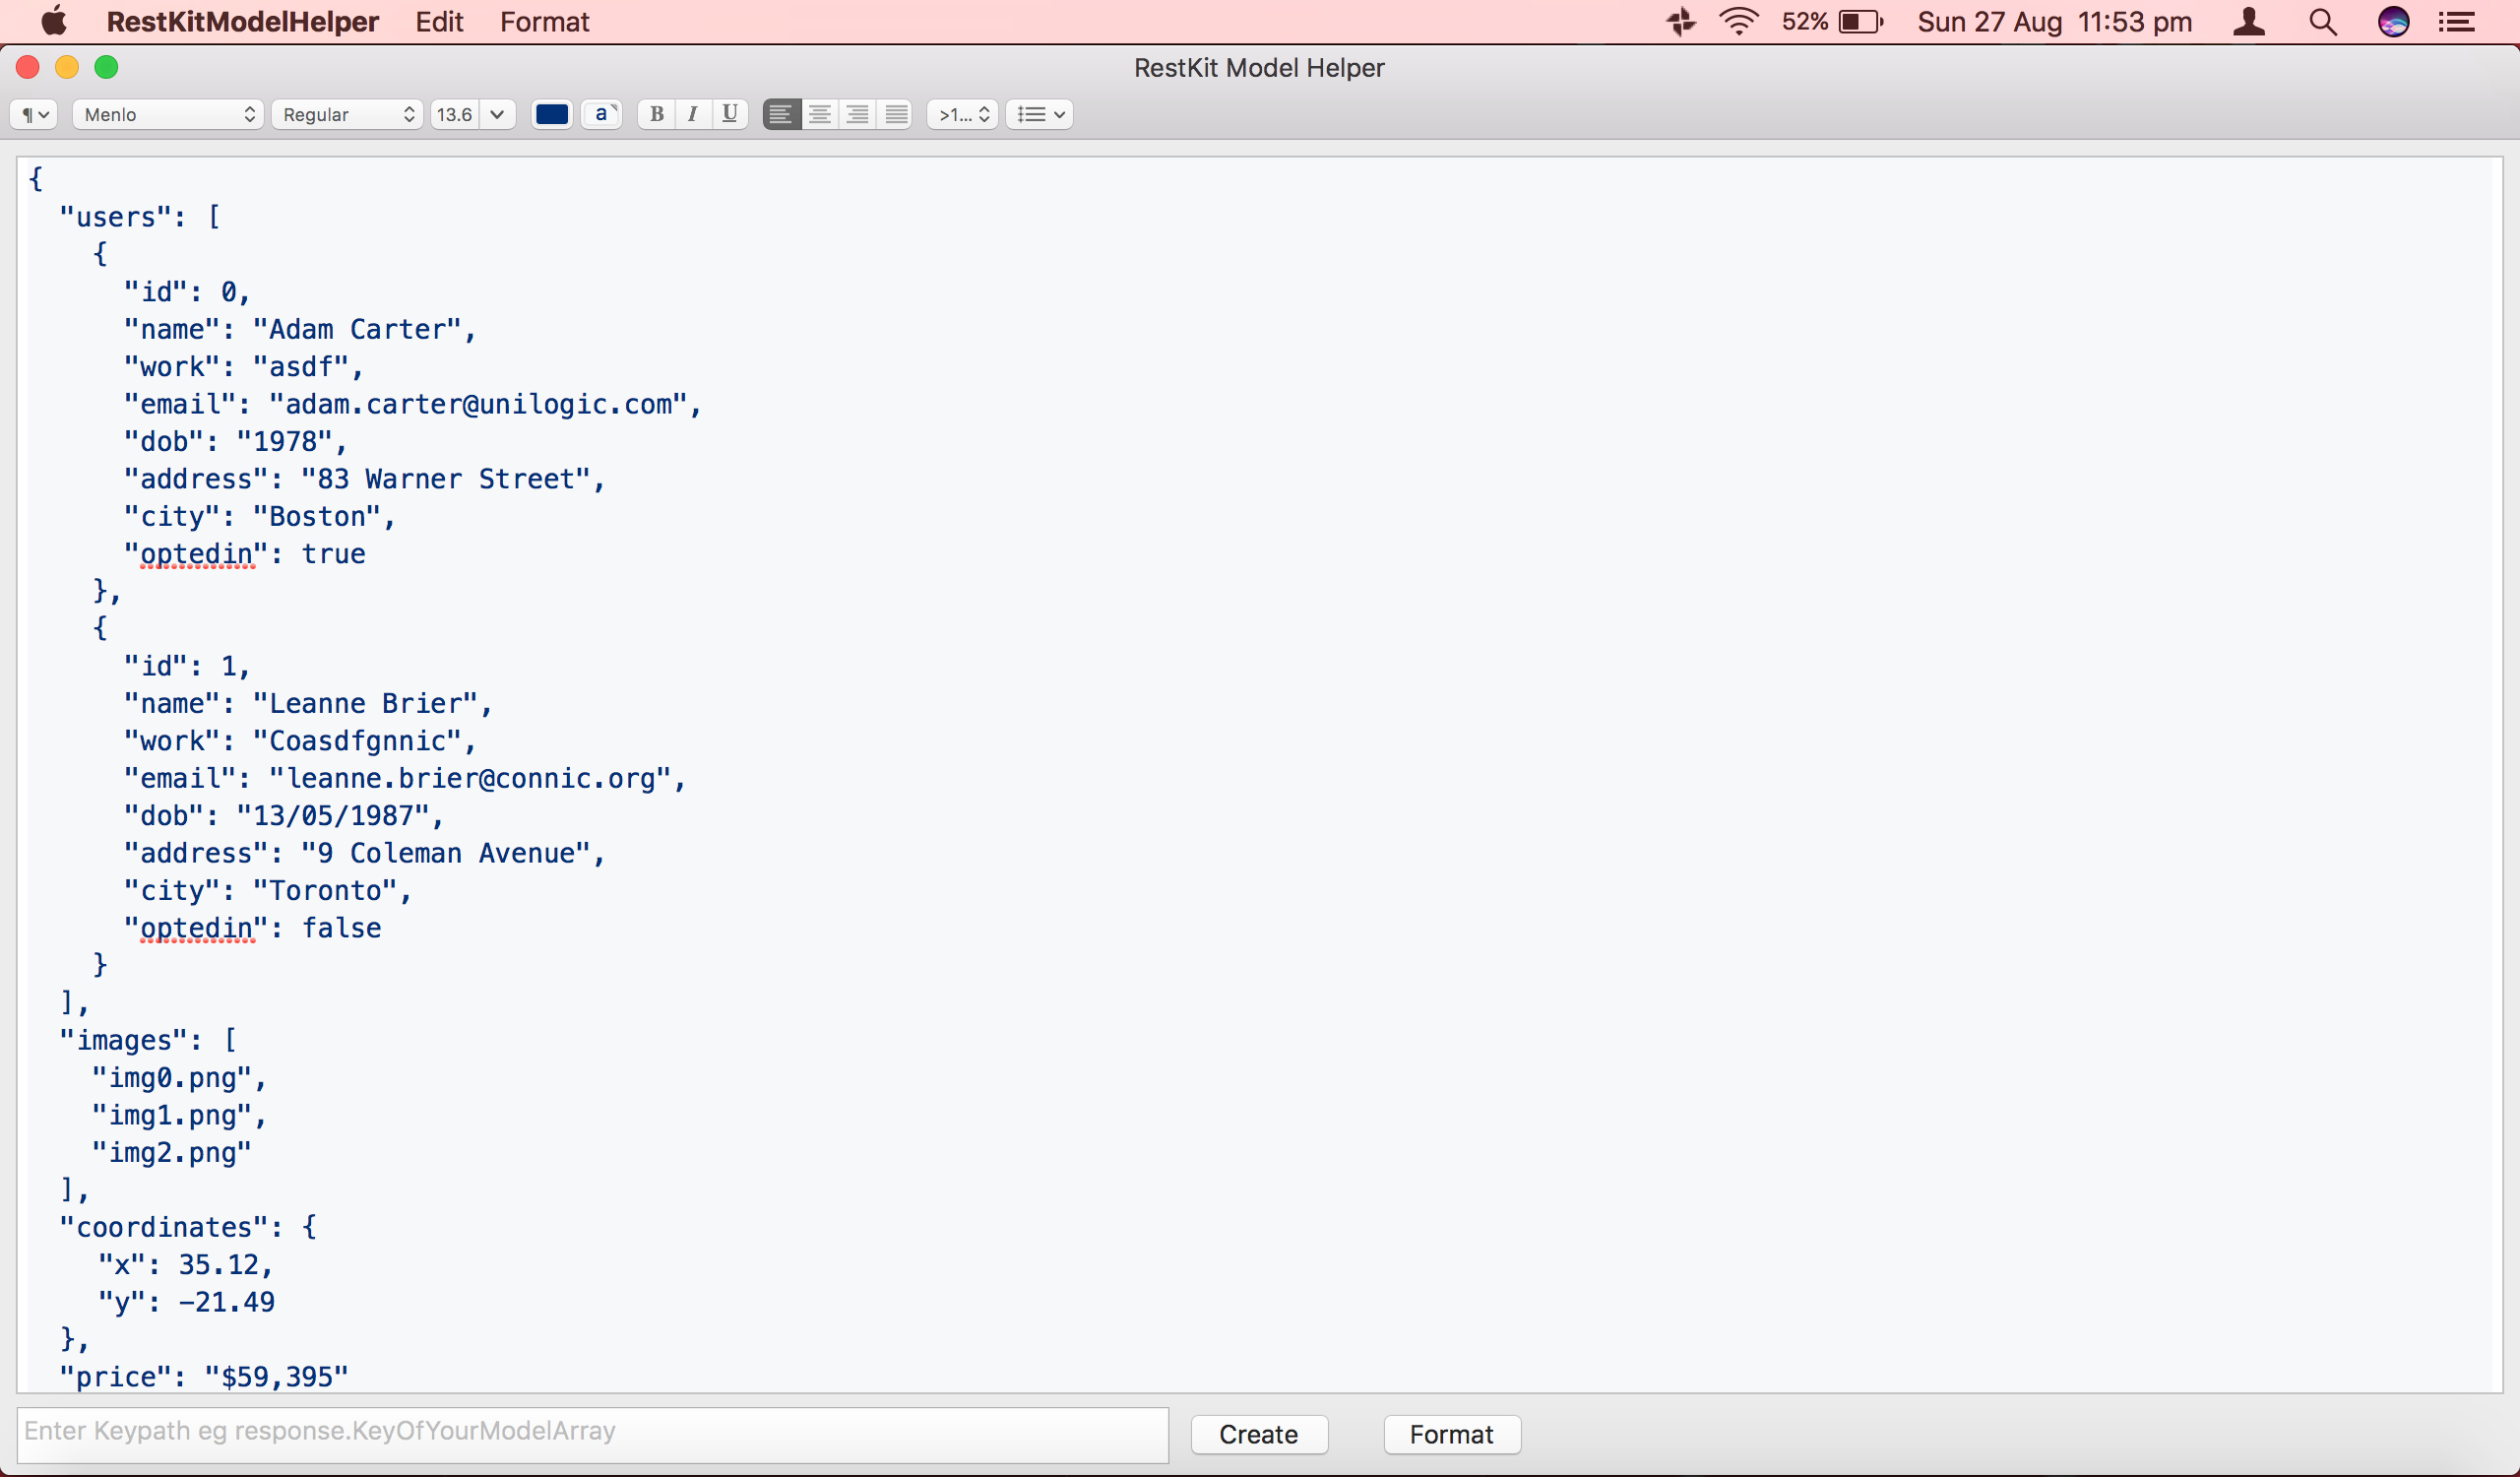 RestKitModelHelper Edit Format 52% Sun 27 Aug 11:53 pm
RestKit Model Helper
¶ Menlo Regular 13.6 a B I U >1...
{
  "users": [
    {
      "id": 0,
      "name": "Adam Carter",
      "work": "asdf",
      "email": "adam.carter@unilogic.com",
      "dob": "1978",
      "address": "83 Warner Street",
      "city": "Boston",
      "optedin": true
    },
    {
      "id": 1,
      "name": "Leanne Brier",
      "work": "Coasdfgnnic",
      "email": "leanne.brier@connic.org",
      "dob": "13/05/1987",
      "address": "9 Coleman Avenue",
      "city": "Toronto",
      "optedin": false
    }
  ],
  "images": [
    "img0.png",
    "img1.png",
    "img2.png"
  ],
  "coordinates": {
    "x": 35.12,
    "y": -21.49
  },
  "price": "$59,395"
Enter Keypath eg response.KeyOfYourModelArray Create Format